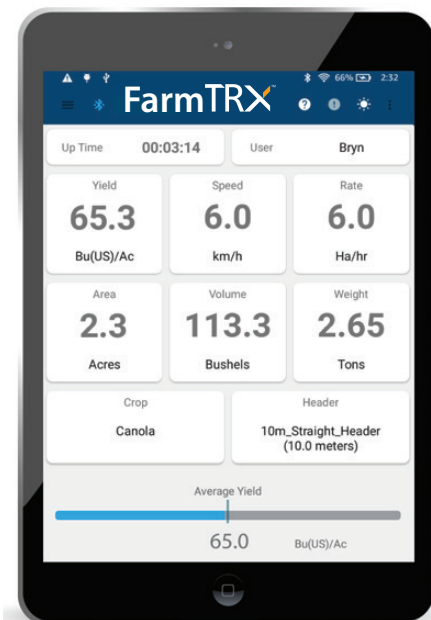 66% 2:32
FarmTRX™
Up Time 00:03:14 User Bryn
Yield Speed Rate
65.3 6.0 6.0
Bu(US)/Ac km/h Ha/hr
Area Volume Weight
2.3 113.3 2.65
Acres Bushels Tons
Crop Header
Canola 10m_Straight_Header
(10.0 meters)
Average Yield
65.0 Bu(US)/Ac